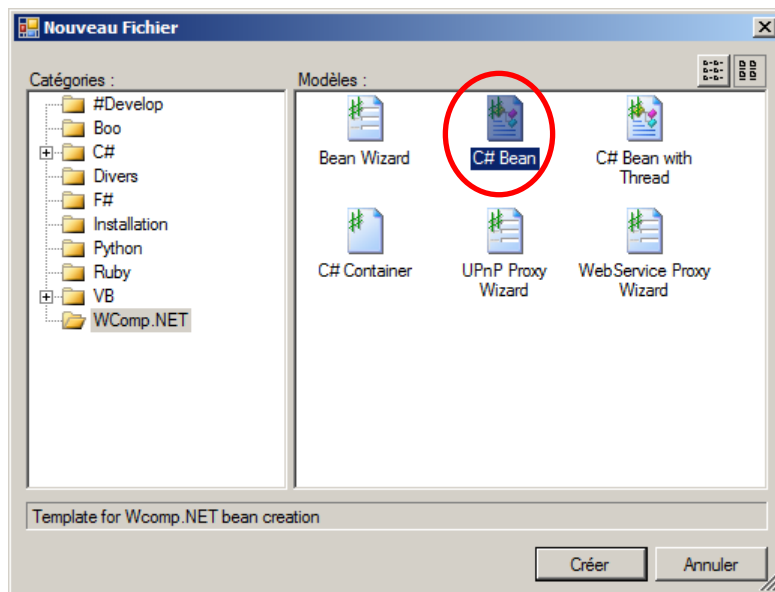 Nouveau Fichier
Catégories :
Modèles :
#Develop
Boo
C#
Divers
F#
Installation
Python
Ruby
VB
WComp.NET
Bean Wizard
C# Bean
C# Bean with
Thread
C# Container
UPnP Proxy
Wizard
WebService Proxy
Wizard
Template for Wcomp.NET bean creation
Créer
Annuler